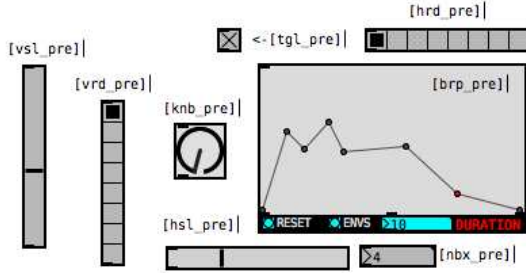 [hrd_pre]
<-[tgl_pre]
[vsl_pre]
[vrd_pre]
[brp_pre]
[knb_pre]
[hsl_pre]
RESET ENVS >10 DURATION
>4 [nbx_pre]